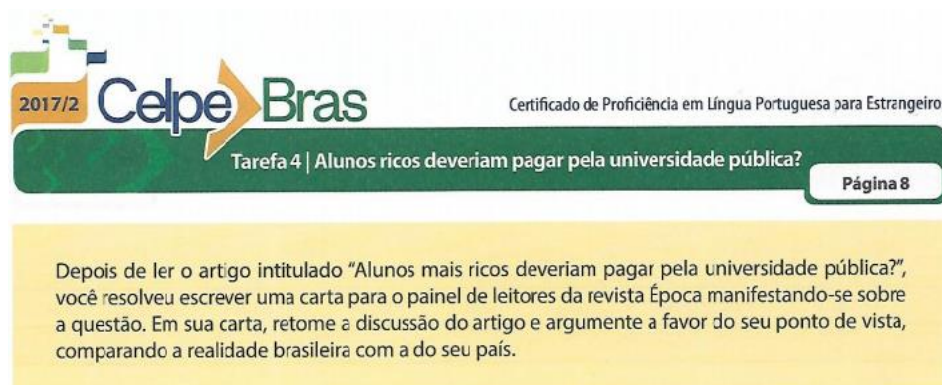 2017/2 Celpe Bras
Certificado de Proficiência em Língua Portuguesa para Estrangeiro
Tarefa 4 | Alunos ricos deveriam pagar pela universidade pública?
Página 8
Depois de ler o artigo intitulado “Alunos mais ricos deveriam pagar pela universidade pública?”,
você resolveu escrever uma carta para o painel de leitores da revista Época manifestando-se sobre
a questão. Em sua carta, retome a discussão do artigo e argumente a favor do seu ponto de vista,
comparando a realidade brasileira com a do seu país.